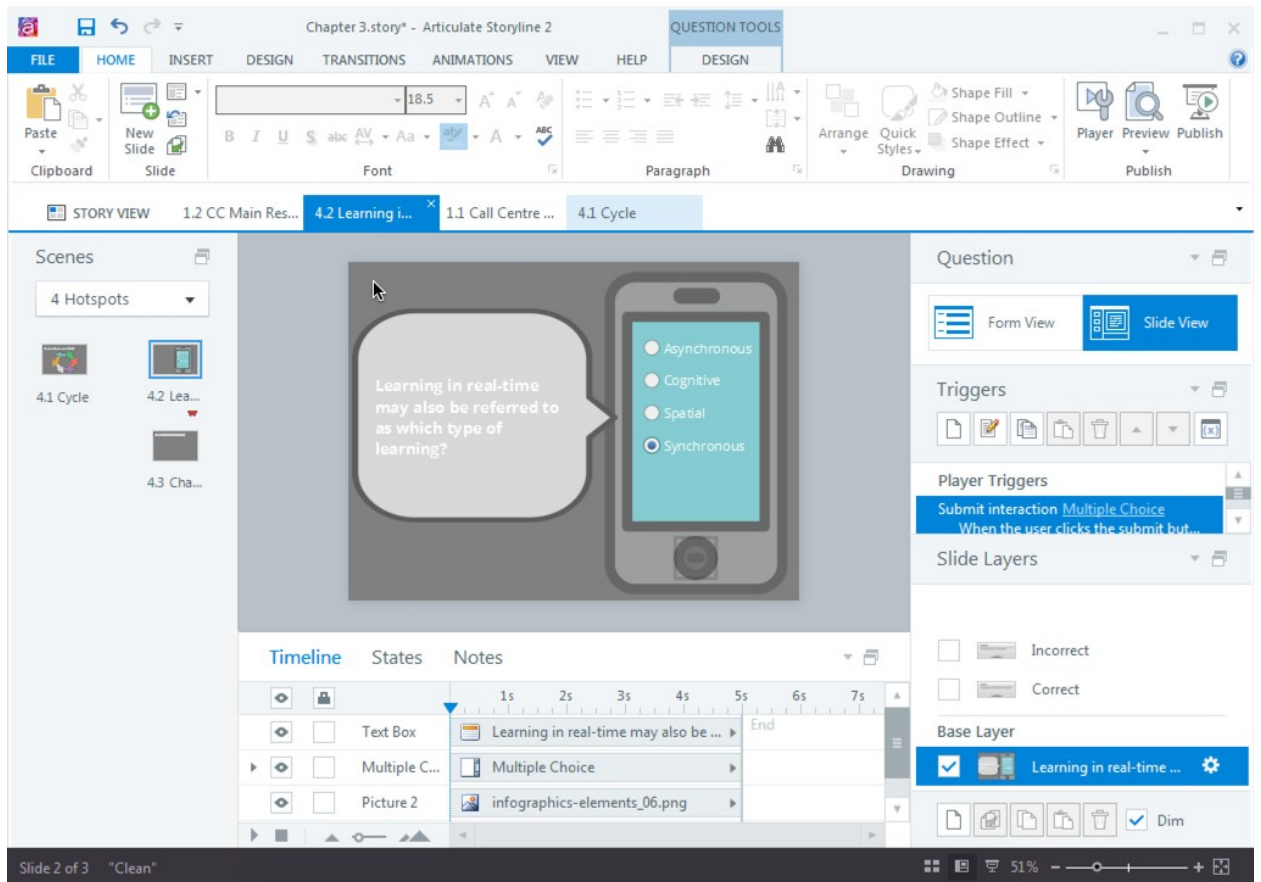 Chapter 3.story* - Articulate Storyline 2
QUESTION TOOLS
FILE HOME INSERT DESIGN TRANSITIONS ANIMATIONS VIEW HELP DESIGN
18.5
Paste
New Slide
B I U S abc AV Aa A ABC
Arrange
Quick Styles
Shape Fill
Shape Outline
Shape Effect
Player Preview Publish
Clipboard Slide Font Paragraph Drawing Publish
STORY VIEW 1.2 CC Main Res... 4.2 Learning i... 1.1 Call Centre ... 4.1 Cycle
Scenes
4 Hotspots
4.1 Cycle
4.2 Lea...
4.3 Cha...
Learning in real-time
may also be referred to
as which type of
learning?
Asynchronous
Cognitive
Spatial
Synchronous
Question
Form View
Slide View
Triggers
Player Triggers
Submit interaction Multiple Choice
When the user clicks the submit but...
Slide Layers
Incorrect
Correct
Base Layer
Learning in real-time ...
Dim
Timeline States Notes
1s 2s 3s 4s 5s 6s 7s
Text Box Learning in real-time may also be ... End
Multiple C... Multiple Choice
Picture 2 infographics-elements_06.png
Slide 2 of 3 "Clean" 51%